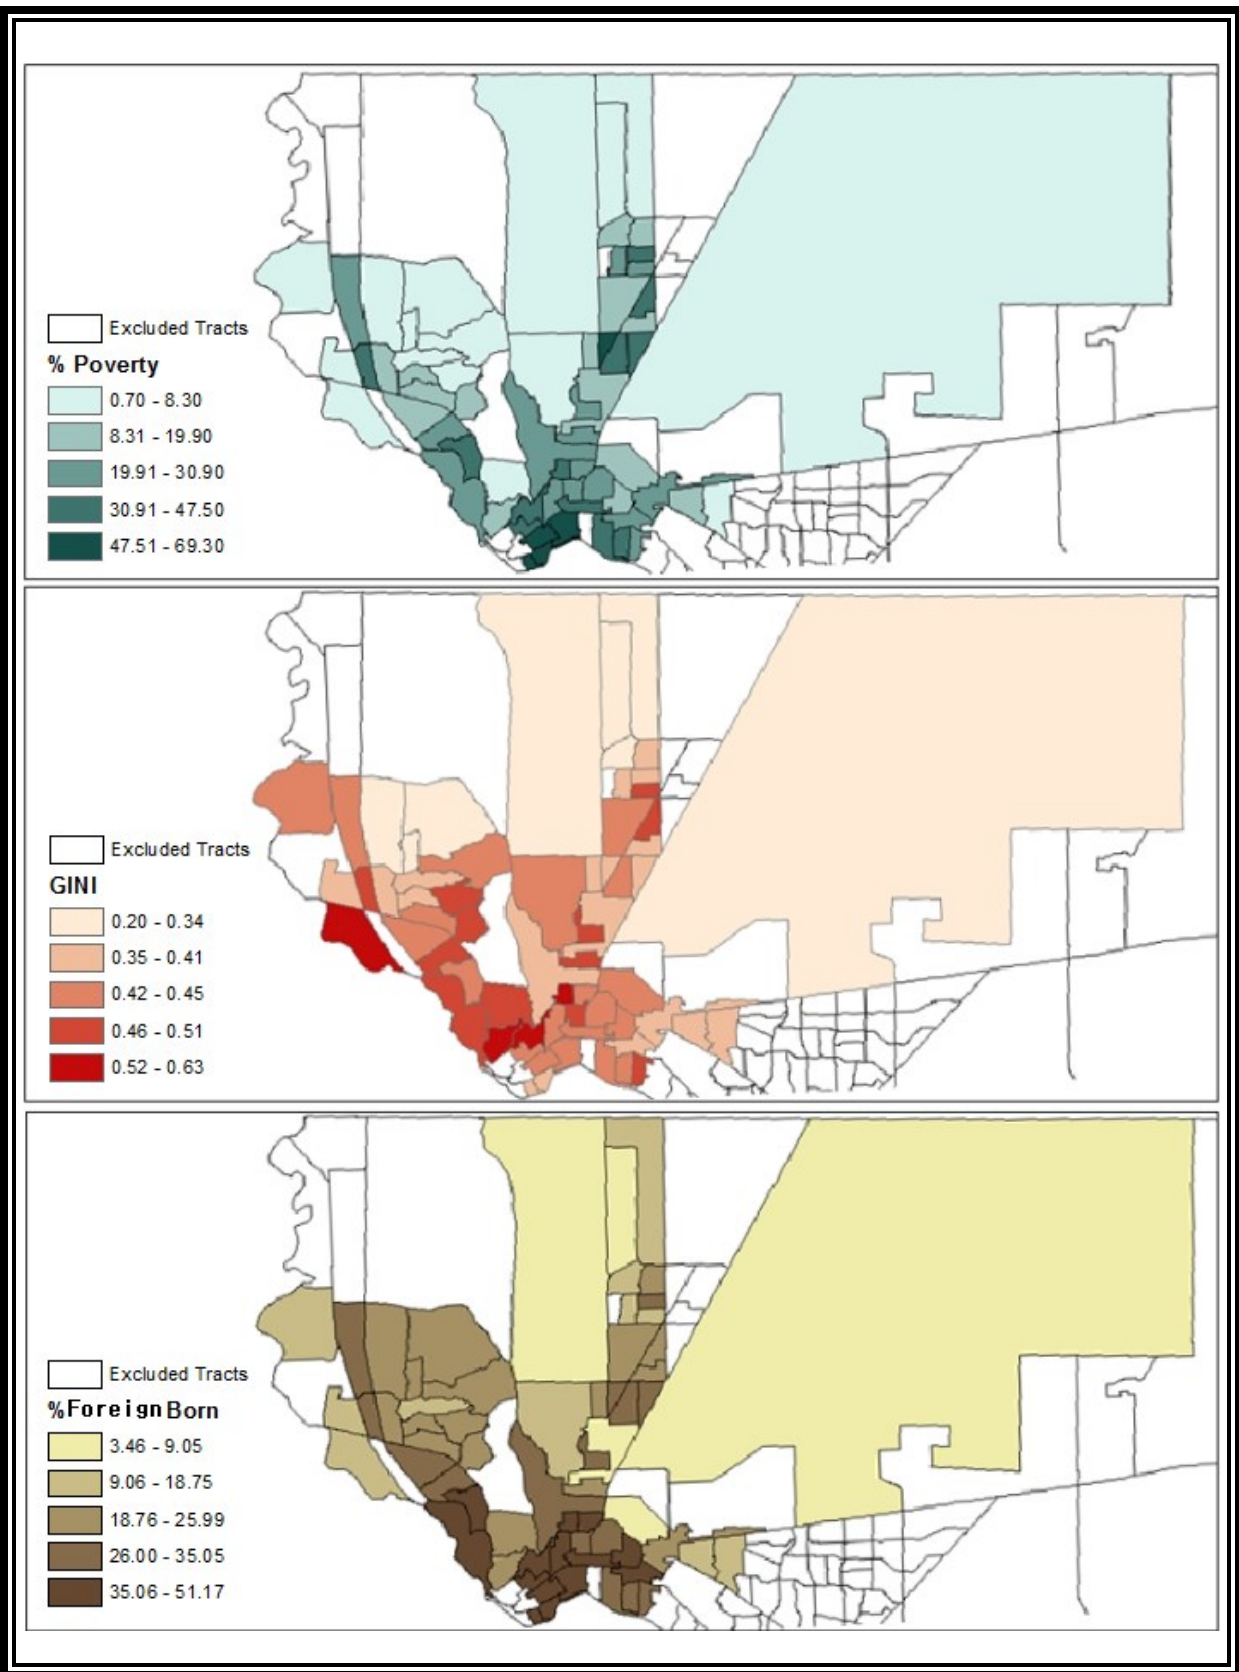 Excluded Tracts
% Poverty
0.70 - 8.30
8.31 - 19.90
19.91 - 30.90
30.91 - 47.50
47.51 - 69.30
Excluded Tracts
GINI
0.20 - 0.34
0.35 - 0.41
0.42 - 0.45
0.46 - 0.51
0.52 - 0.63
Excluded Tracts
%Foreign Born
3.46 - 9.05
9.06 - 18.75
18.76 - 25.99
26.00 - 35.05
35.06 - 51.17